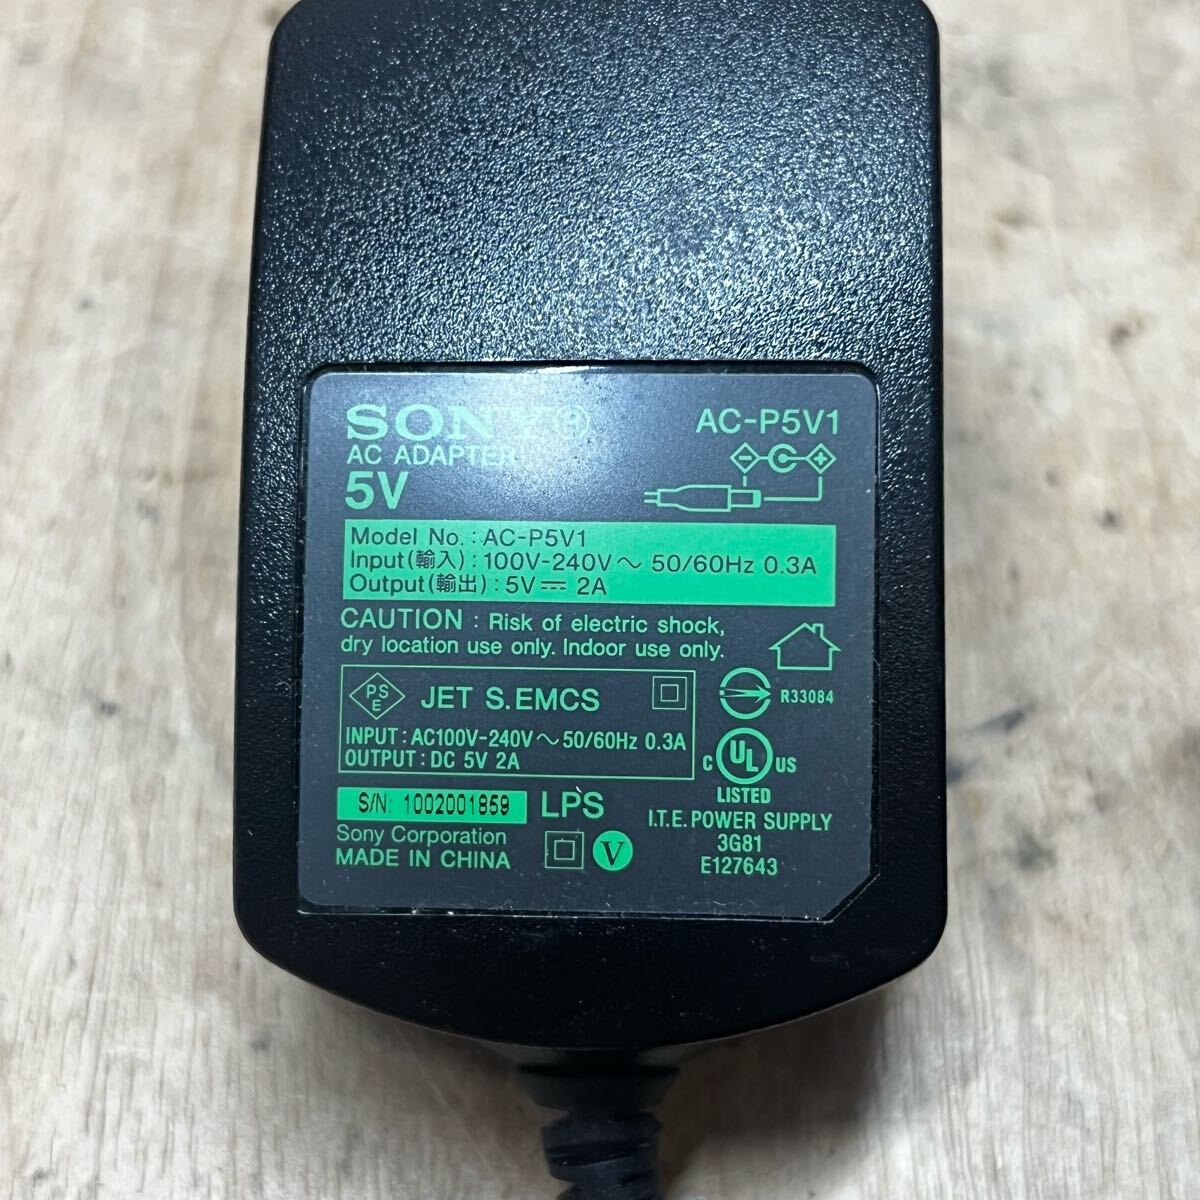 SONY AC-P5V1
AC ADAPTER
5V
Model No. : AC-P5V1
Input(輸入) : 100V-240V～ 50/60Hz 0.3A
Output(輸出) : 5V⎓ 2A
CAUTION : Risk of electric shock,
dry location use only. Indoor use only.
PSE JET S.EMCS
R33084
INPUT : AC100V-240V～50/60Hz 0.3A
OUTPUT : DC 5V 2A
C UL US
LISTED
S/N: 1002001859 LPS
I.T.E. POWER SUPPLY
Sony Corporation
3G81
MADE IN CHINA
V
E127643